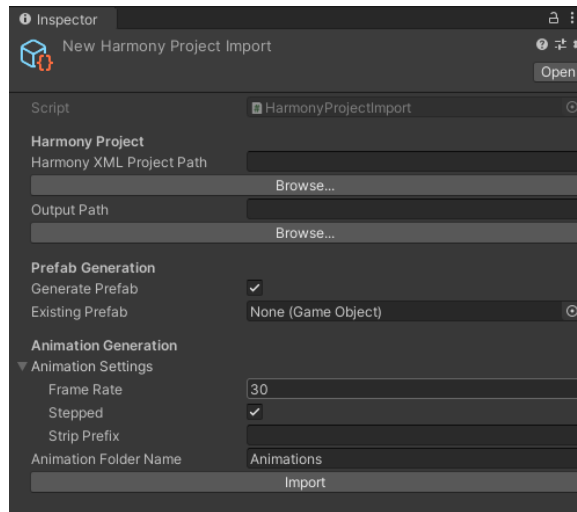 Inspector
New Harmony Project Import
Open
Script HarmonyProjectImport
Harmony Project
Harmony XML Project Path
Browse...
Output Path
Browse...
Prefab Generation
Generate Prefab
Existing Prefab None (Game Object)
Animation Generation
Animation Settings
Frame Rate 30
Stepped
Strip Prefix
Animation Folder Name Animations
Import